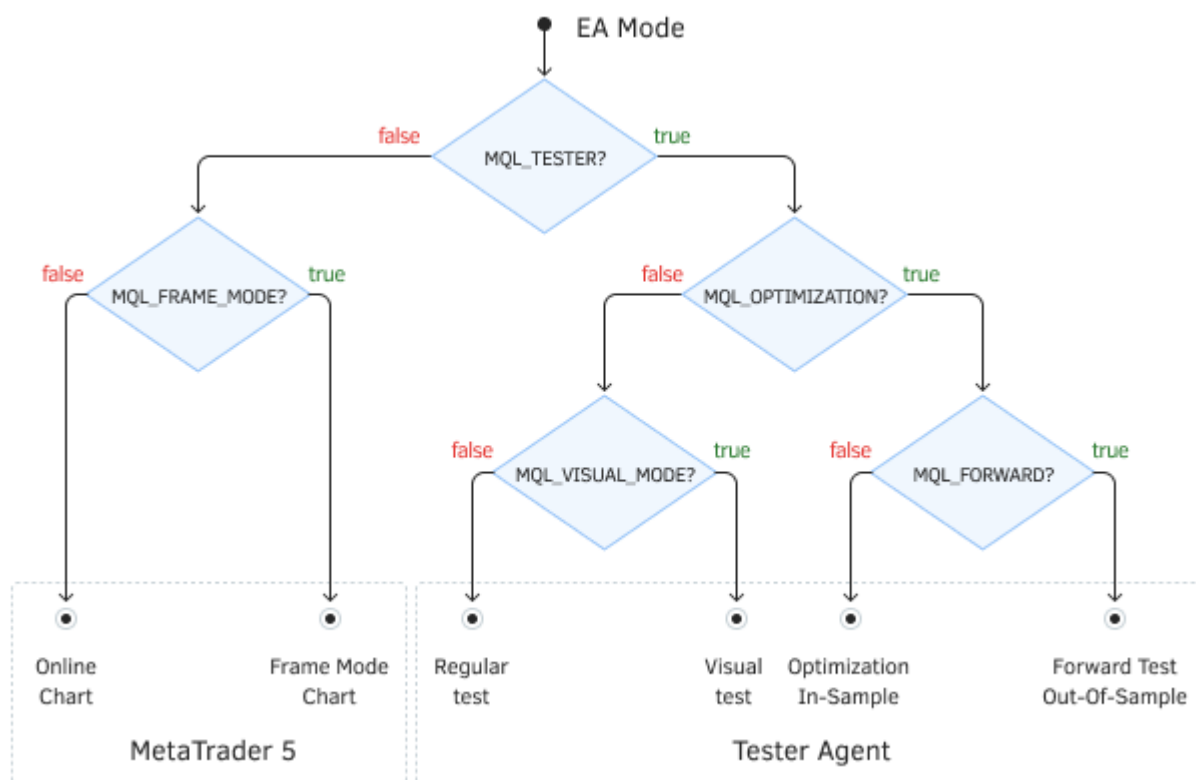 EA Mode
false
true
MQL_TESTER?
false
true
false
true
MQL_FRAME_MODE?
MQL_OPTIMIZATION?
false
true
false
true
MQL_VISUAL_MODE?
MQL_FORWARD?
Online
Chart
Frame Mode
Chart
Regular
test
Visual
test
Optimization
In-Sample
Forward Test
Out-Of-Sample
MetaTrader 5
Tester Agent